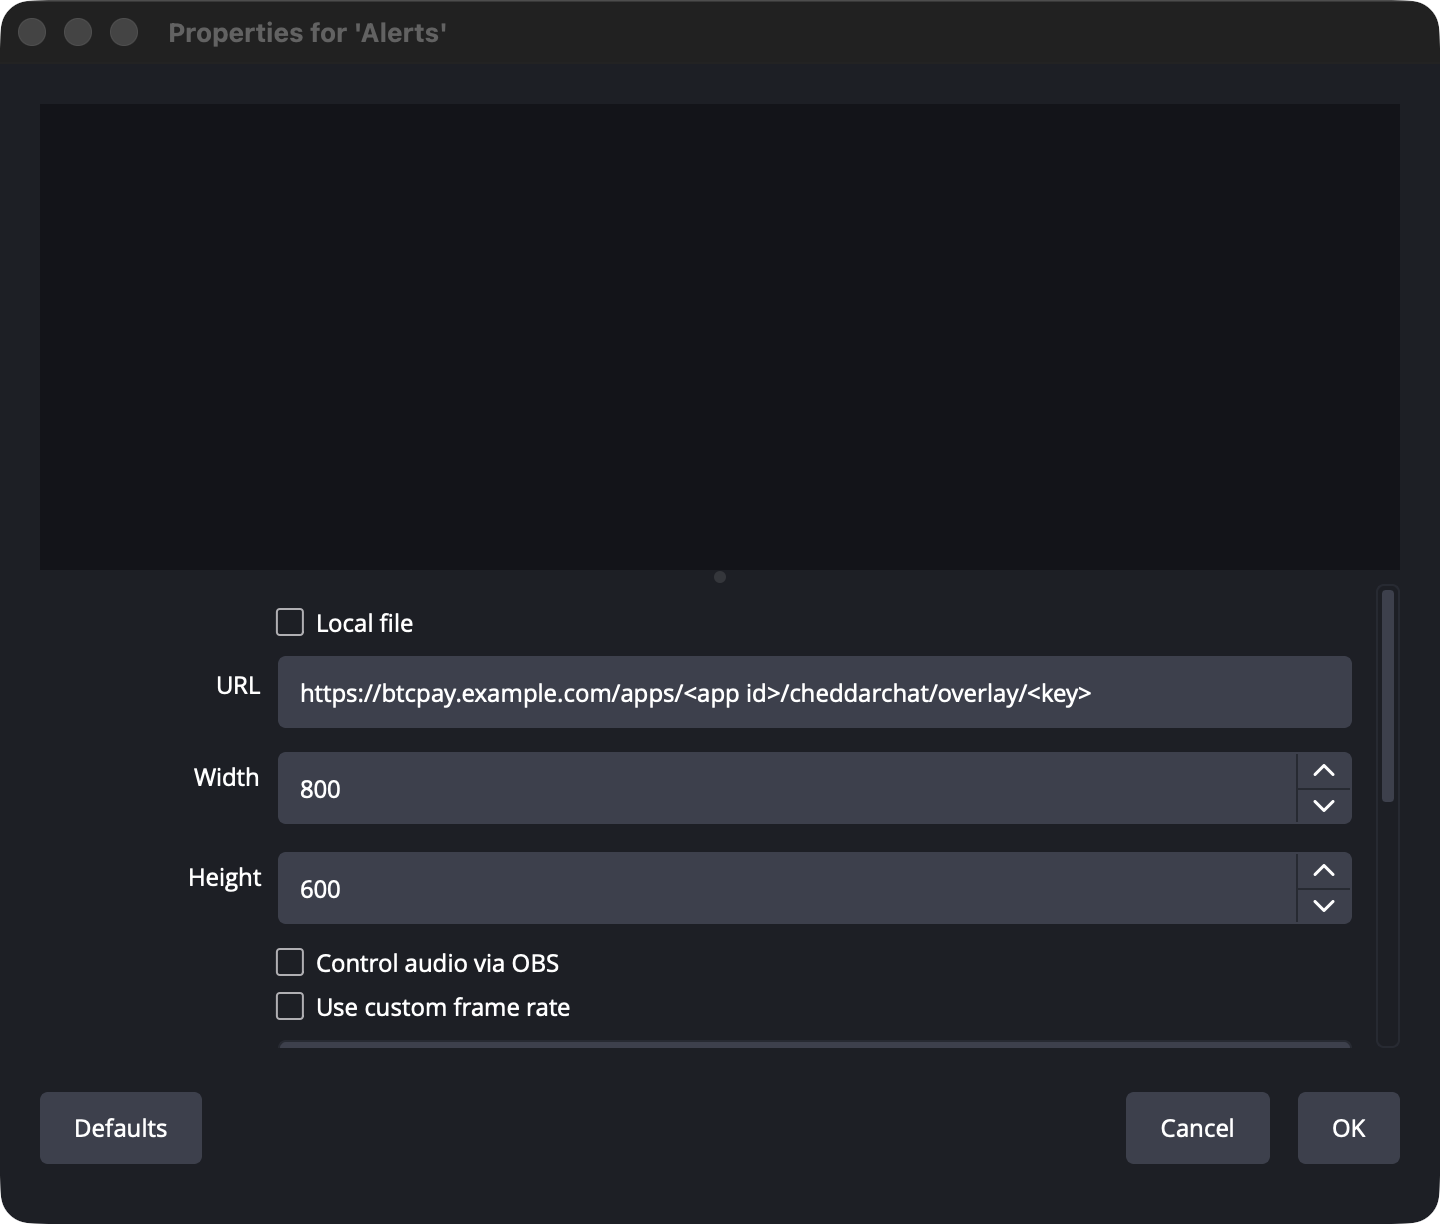 Properties for 'Alerts'
Local file
URL
https://btcpay.example.com/apps/<app id>/cheddarchat/overlay/<key>
Width
800
Height
600
Control audio via OBS
Use custom frame rate
Defaults
Cancel
OK